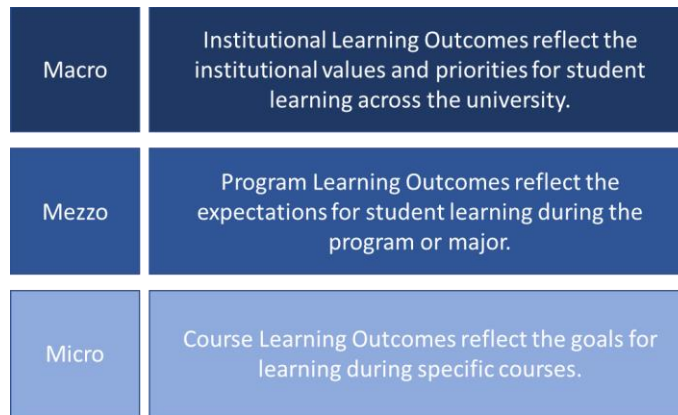 Macro
Institutional Learning Outcomes reflect the
institutional values and priorities for student
learning across the university.
Mezzo
Program Learning Outcomes reflect the
expectations for student learning during the
program or major.
Micro
Course Learning Outcomes reflect the goals for
learning during specific courses.